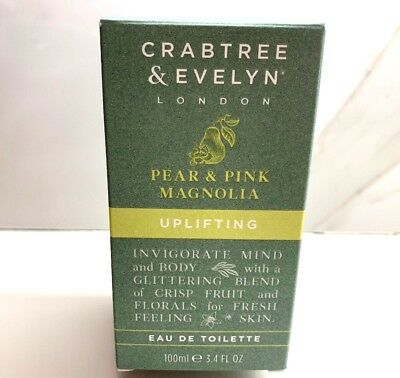 CRABTREE
& EVELYN®
LONDON
PEAR & PINK
MAGNOLIA
UPLIFTING
INVIGORATE MIND
and BODY with a
GLITTERING BLEND
of CRISP FRUIT and
FLORALS for FRESH
FEELING SKIN.
EAU DE TOILETTE
100ml ℮ 3.4 FL OZ